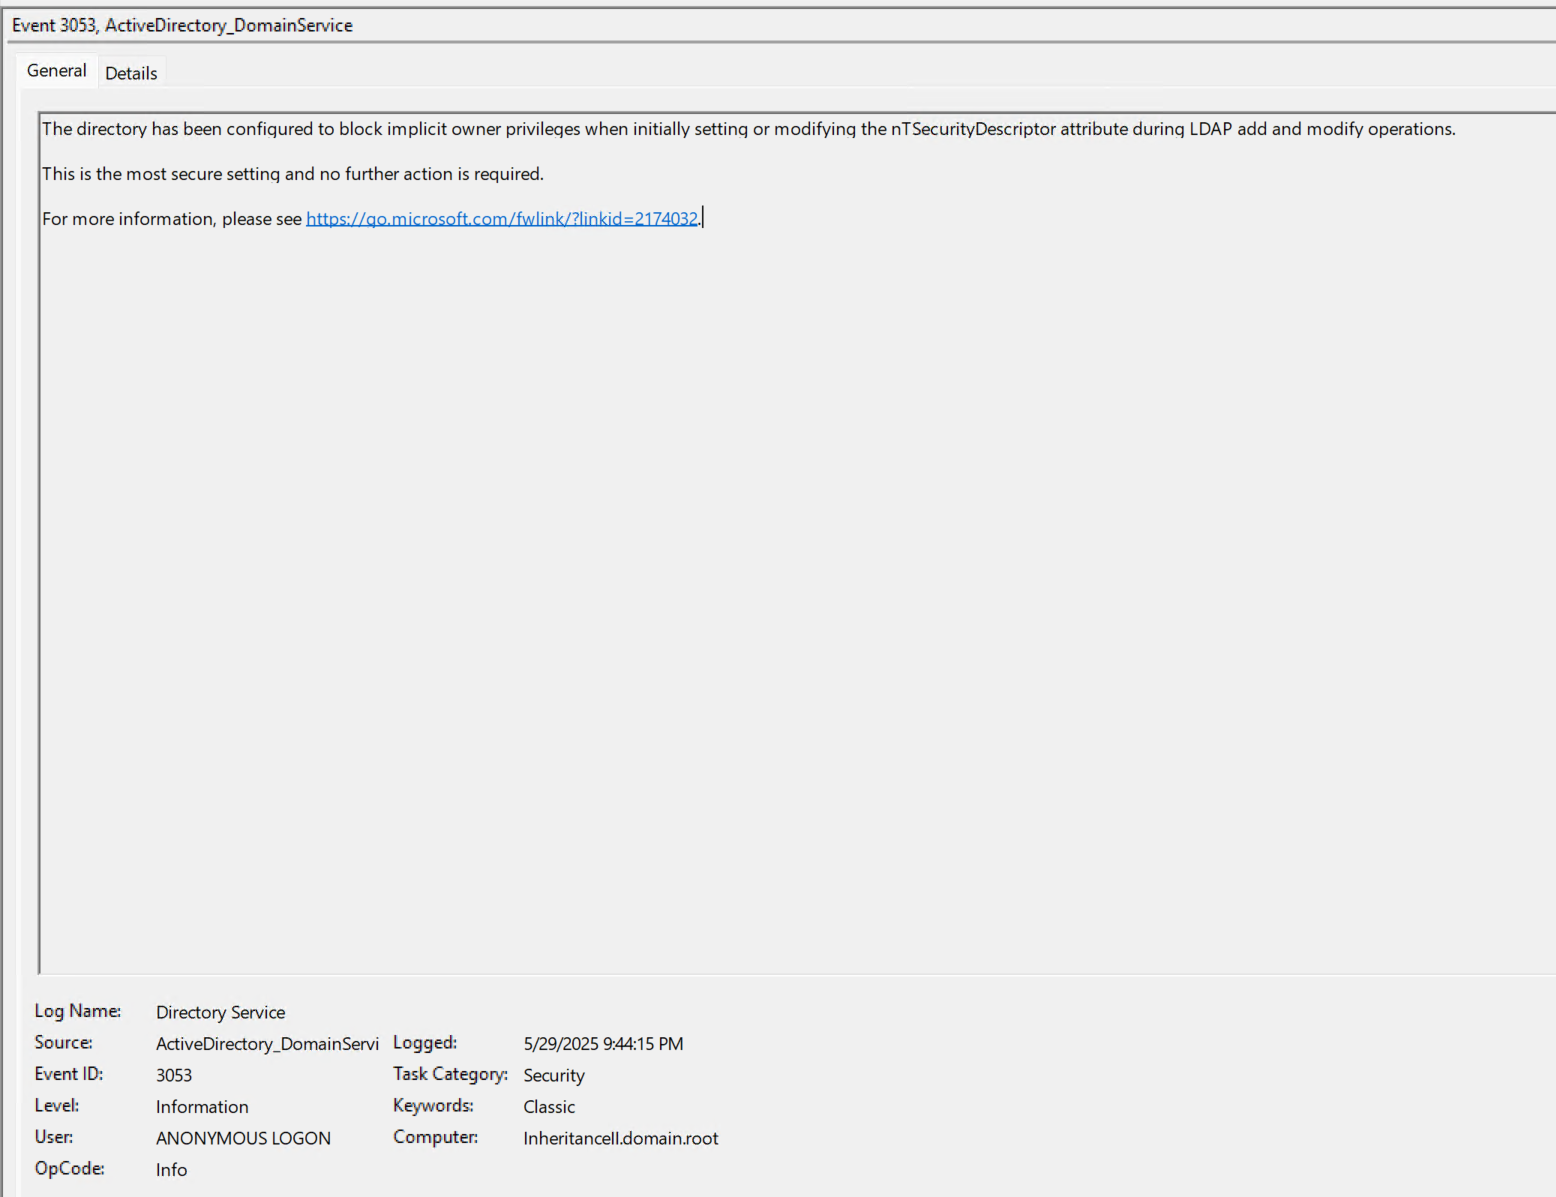 Event 3053, ActiveDirectory_DomainService
General
Details
The directory has been configured to block implicit owner privileges when initially setting or modifying the nTSecurityDescriptor attribute during LDAP add and modify operations.
This is the most secure setting and no further action is required.
For more information, please see https://go.microsoft.com/fwlink/?linkid=2174032.
Log Name: Directory Service
Source: ActiveDirectory_DomainServi Logged: 5/29/2025 9:44:15 PM
Event ID: 3053 Task Category: Security
Level: Information Keywords: Classic
User: ANONYMOUS LOGON Computer: Inheritancell.domain.root
OpCode: Info